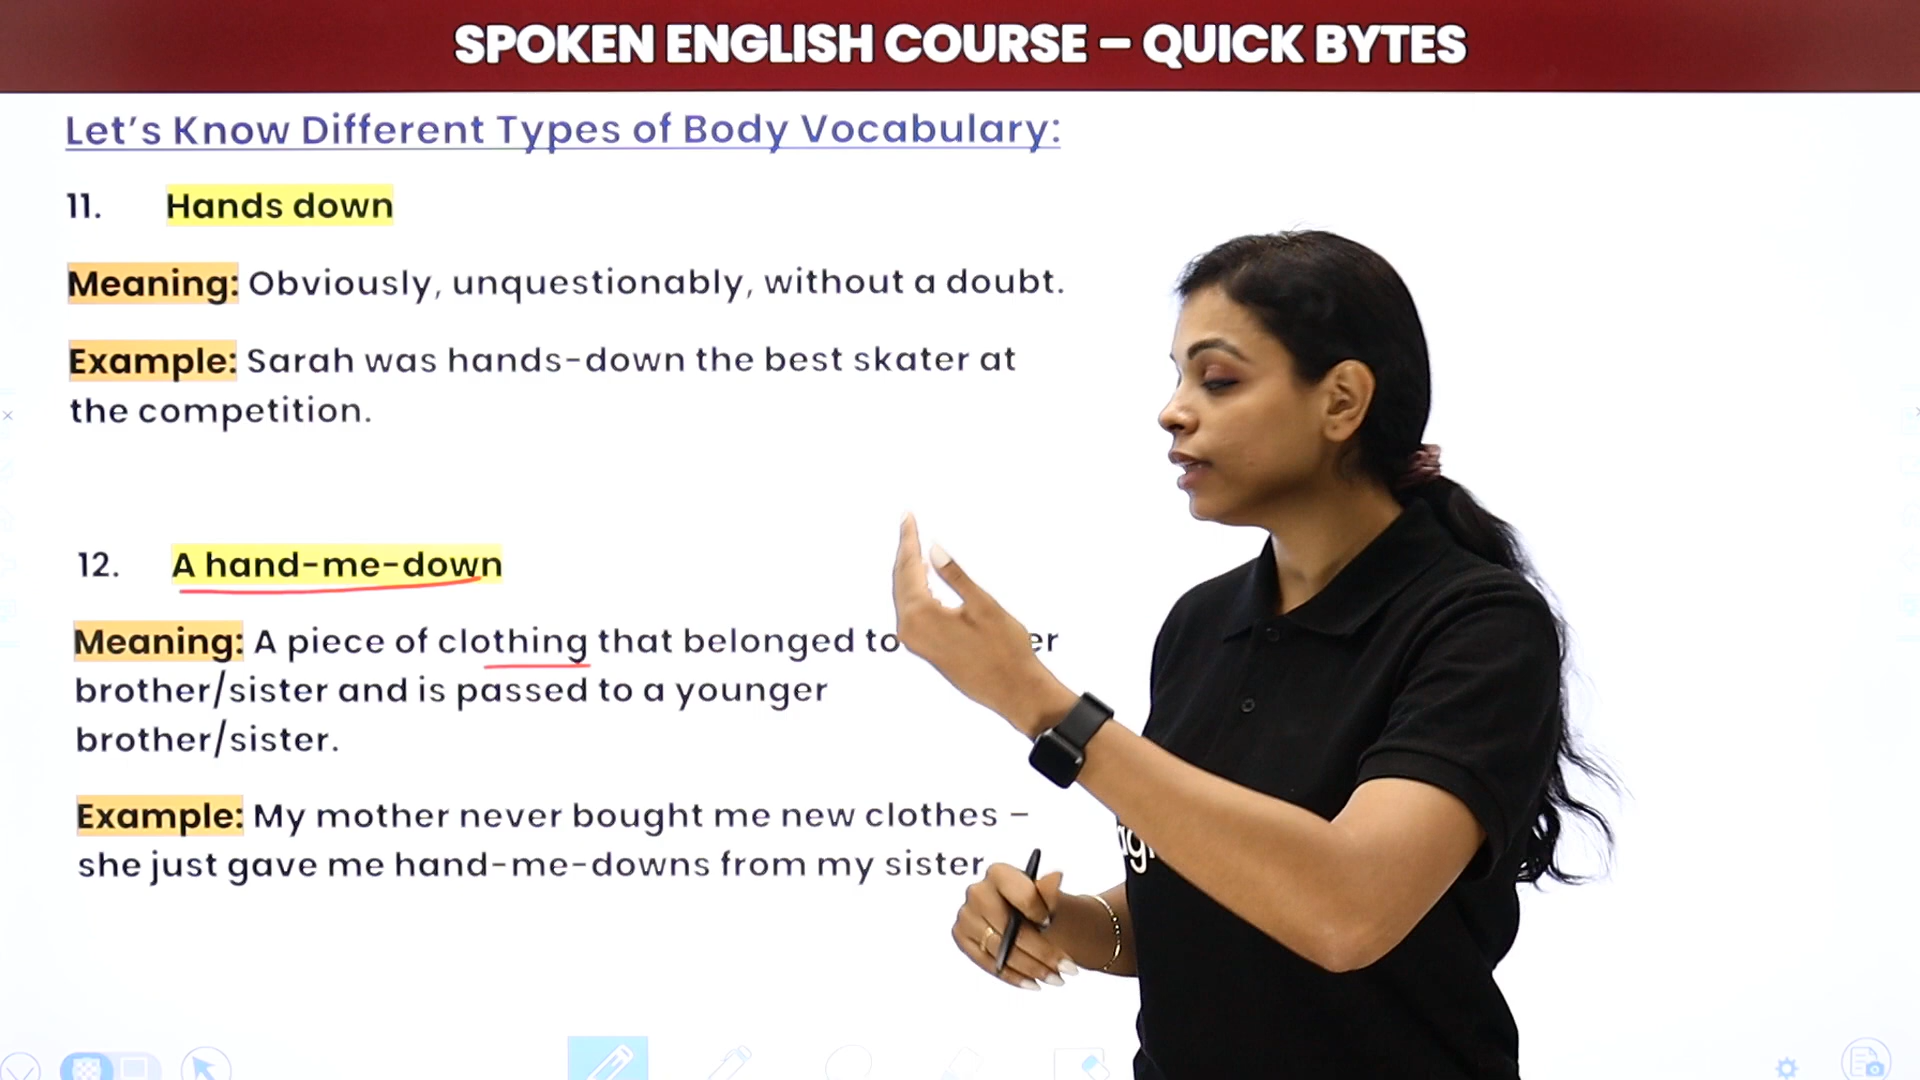 SPOKEN ENGLISH COURSE – QUICK BYTES
Let's Know Different Types of Body Vocabulary:
11. Hands down
Meaning: Obviously, unquestionably, without a doubt.
Example: Sarah was hands-down the best skater at
the competition.
12. A hand-me-down
Meaning: A piece of clothing that belonged to
brother/sister and is passed to a younger
brother/sister.
Example: My mother never bought me new clothes –
she just gave me hand-me-downs from my sister